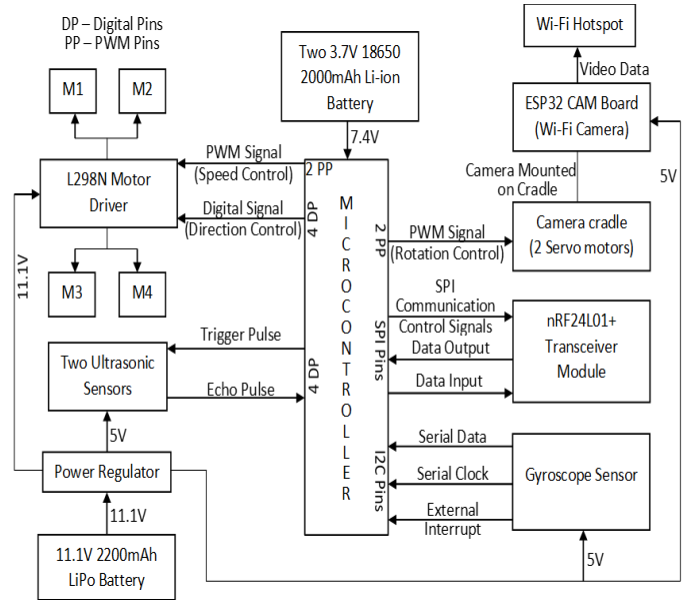 DP – Digital Pins
PP – PWM Pins
Wi-Fi Hotspot
Video Data
M1
M2
Two 3.7V 18650
2000mAh Li-ion
Battery
7.4V
ESP32 CAM Board
(Wi-Fi Camera)
5V
L298N Motor
Driver
PWM Signal
(Speed Control)
2 PP
Digital Signal
(Direction Control)
4 DP
MICROCONTROLLER
Camera Mounted
on Cradle
2 PP
PWM Signal
(Rotation Control)
Camera cradle
(2 Servo motors)
11.1V
M3
M4
SPI
Communication
Control Signals
SPI Pins
Data Output
Data Input
nRF24L01+
Transceiver
Module
Two Ultrasonic
Sensors
Trigger Pulse
Echo Pulse
4 DP
5V
Serial Data
Serial Clock
External
Interrupt
I2C Pins
Gyroscope Sensor
5V
Power Regulator
11.1V
11.1V 2200mAh
LiPo Battery